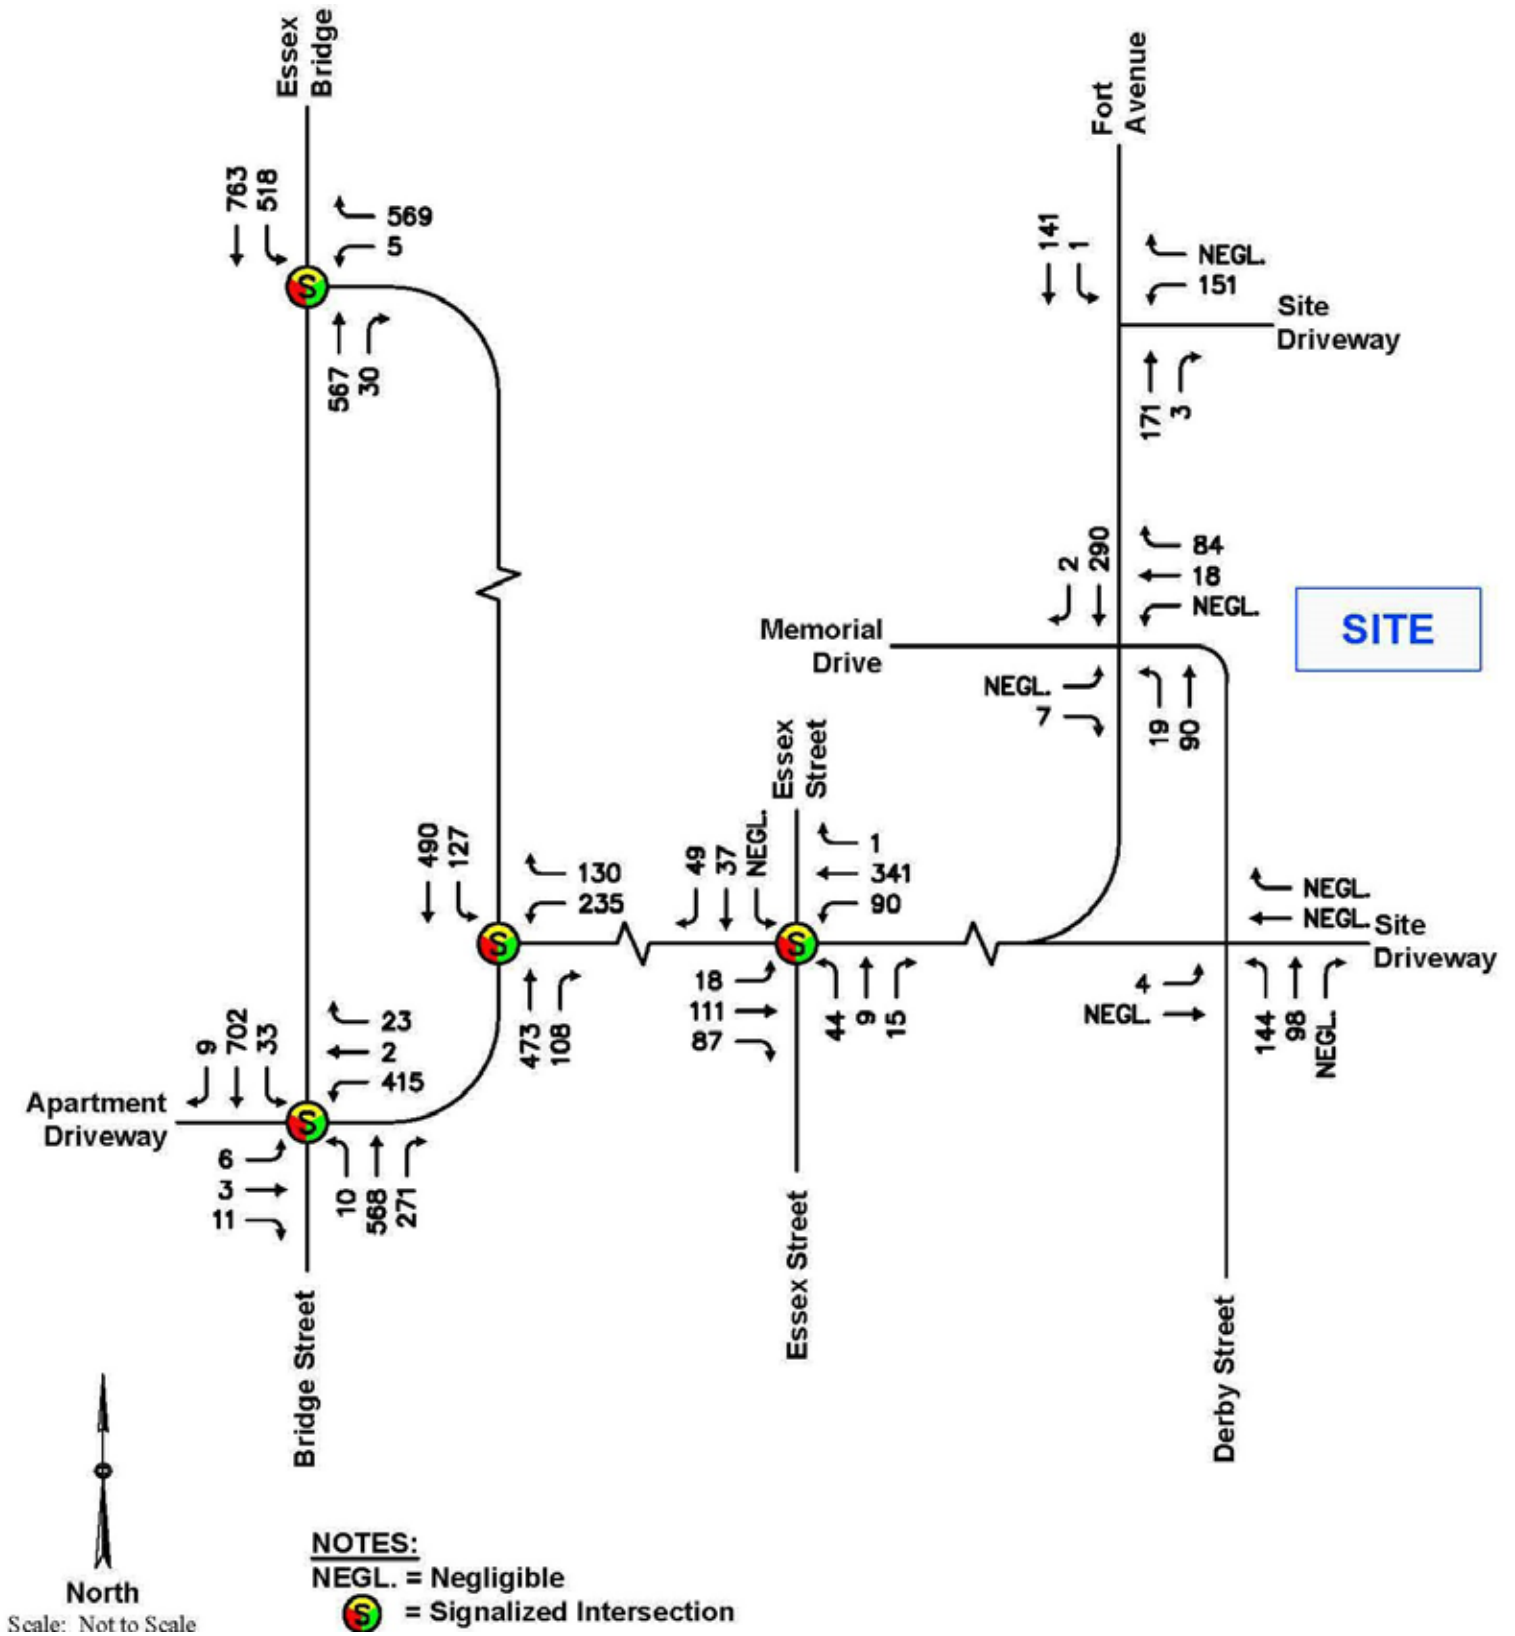 Essex
Bridge
763
518
569
5
567
30
Fort
Avenue
141
1
NEGL.
151
Site
Driveway
171
3
2
290
84
18
NEGL.
SITE
Memorial
Drive
NEGL.
7
19
90
Essex
Street
490
127
130
235
473
108
49
37
NEGL.
1
341
90
18
111
87
44
9
15
NEGL.
NEGL.
Site
Driveway
4
NEGL.
144
98
NEGL.
9
702
33
23
2
415
Apartment
Driveway
6
3
11
10
568
271
Bridge Street
Essex Street
Derby Street
North
Scale: Not to Scale
NOTES:
NEGL. = Negligible
S = Signalized Intersection
S
S
S
S